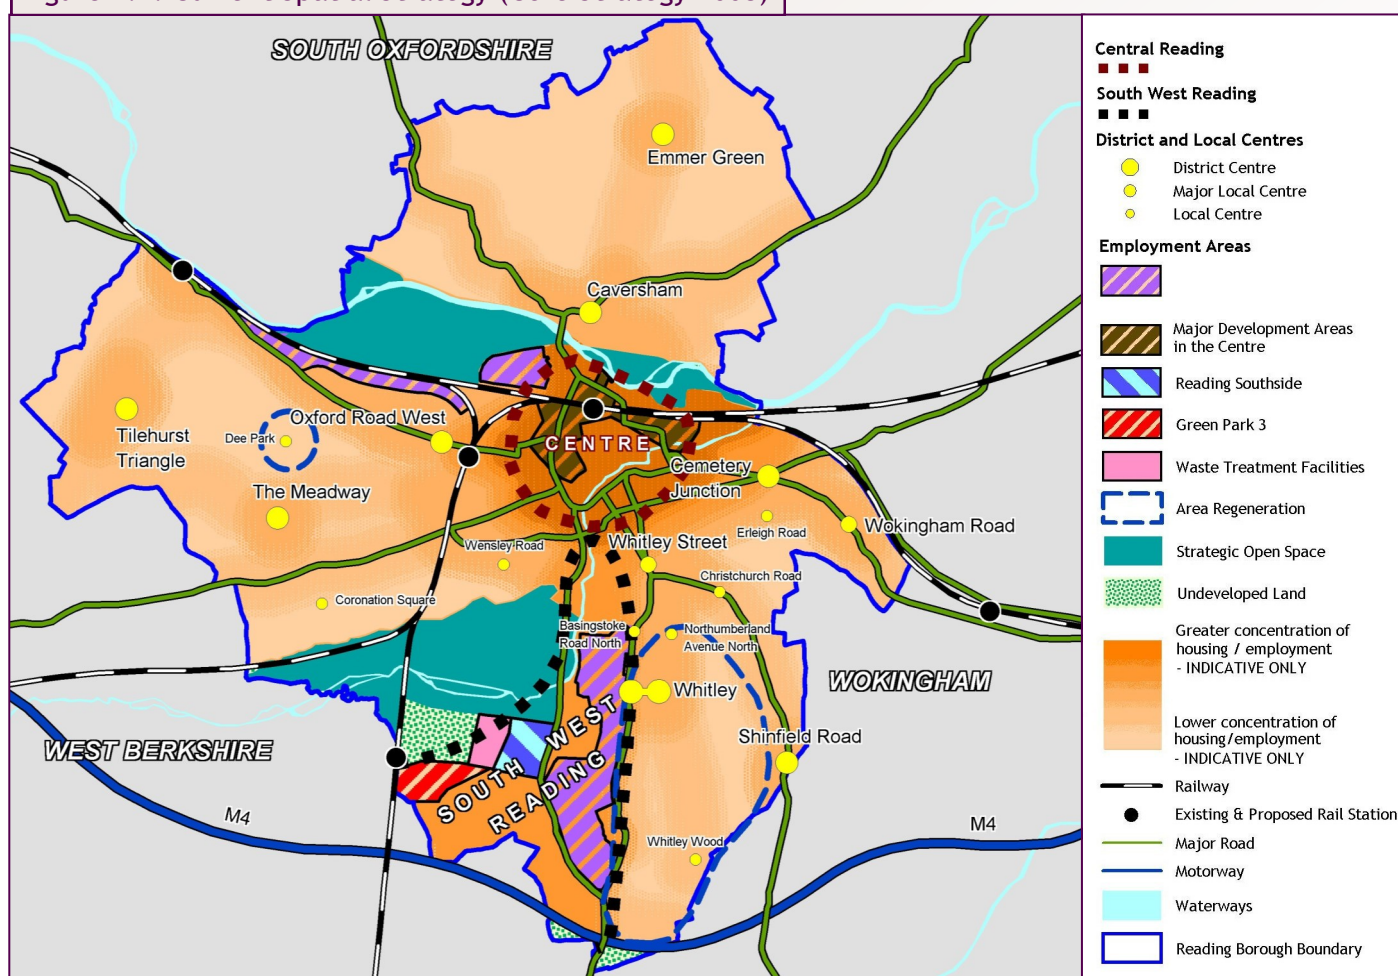 SOUTH OXFORDSHIRE
Emmer Green
Caversham
Oxford Road West
Dee Park
Tilehurst
Triangle
The Meadway
CENTRE
Cemetery
Junction
Erleigh Road
Wokingham Road
Wensley Road
Whitley Street
Christchurch Road
Coronation Square
Basingstoke
Road North
Northumberland
Avenue North
Whitley
WOKINGHAM
WEST BERKSHIRE
Shinfield Road
SOUTH WEST
READING
Whitley Wood
M4
M4
Central Reading
South West Reading
District and Local Centres
District Centre
Major Local Centre
Local Centre
Employment Areas
Major Development Areas
in the Centre
Reading Southside
Green Park 3
Waste Treatment Facilities
Area Regeneration
Strategic Open Space
Undeveloped Land
Greater concentration of
housing / employment
- INDICATIVE ONLY
Lower concentration of
housing/employment
- INDICATIVE ONLY
Railway
Existing & Proposed Rail Station
Major Road
Motorway
Waterways
Reading Borough Boundary